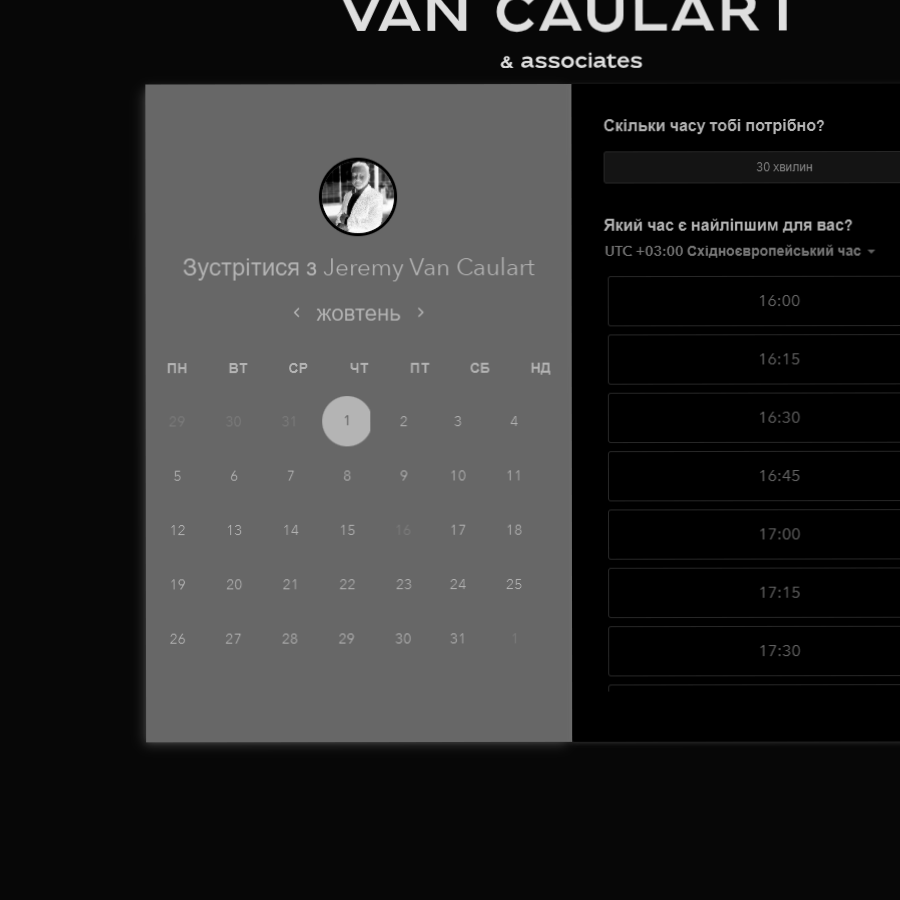 VAN CAULART
& associates
Зустрітися з Jeremy Van Caulart
жовтень
ПН ВТ СР ЧТ ПТ СБ НД
29 30 31 1 2 3 4
5 6 7 8 9 10 11
12 13 14 15 16 17 18
19 20 21 22 23 24 25
26 27 28 29 30 31 1
Скільки часу тобі потрібно?
30 хвилин
Який час є найліпшим для вас?
UTC +03:00 Східноєвропейський час
16:00
16:15
16:30
16:45
17:00
17:15
17:30